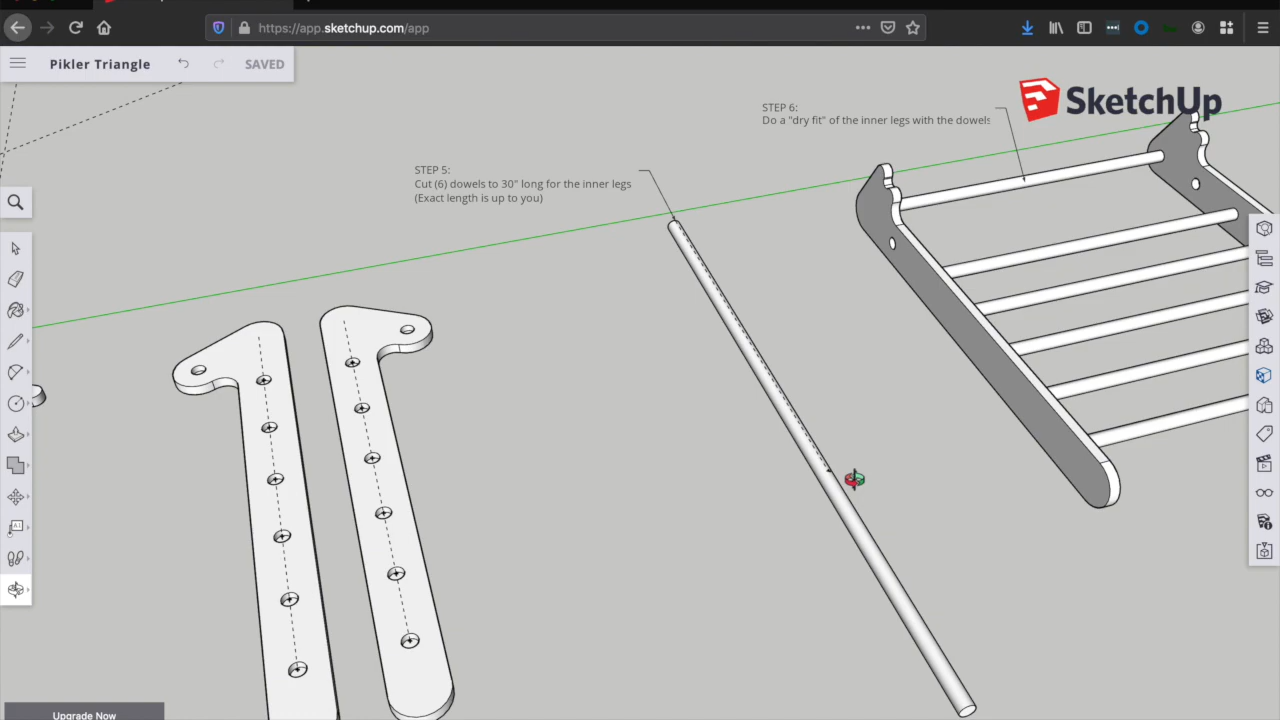 https://app.sketchup.com/app
Pikler Triangle
SAVED
SketchUp
STEP 6:
Do a "dry fit" of the inner legs with the dowels
STEP 5:
Cut (6) dowels to 30" long for the inner legs
(Exact length is up to you)
Upgrade Now